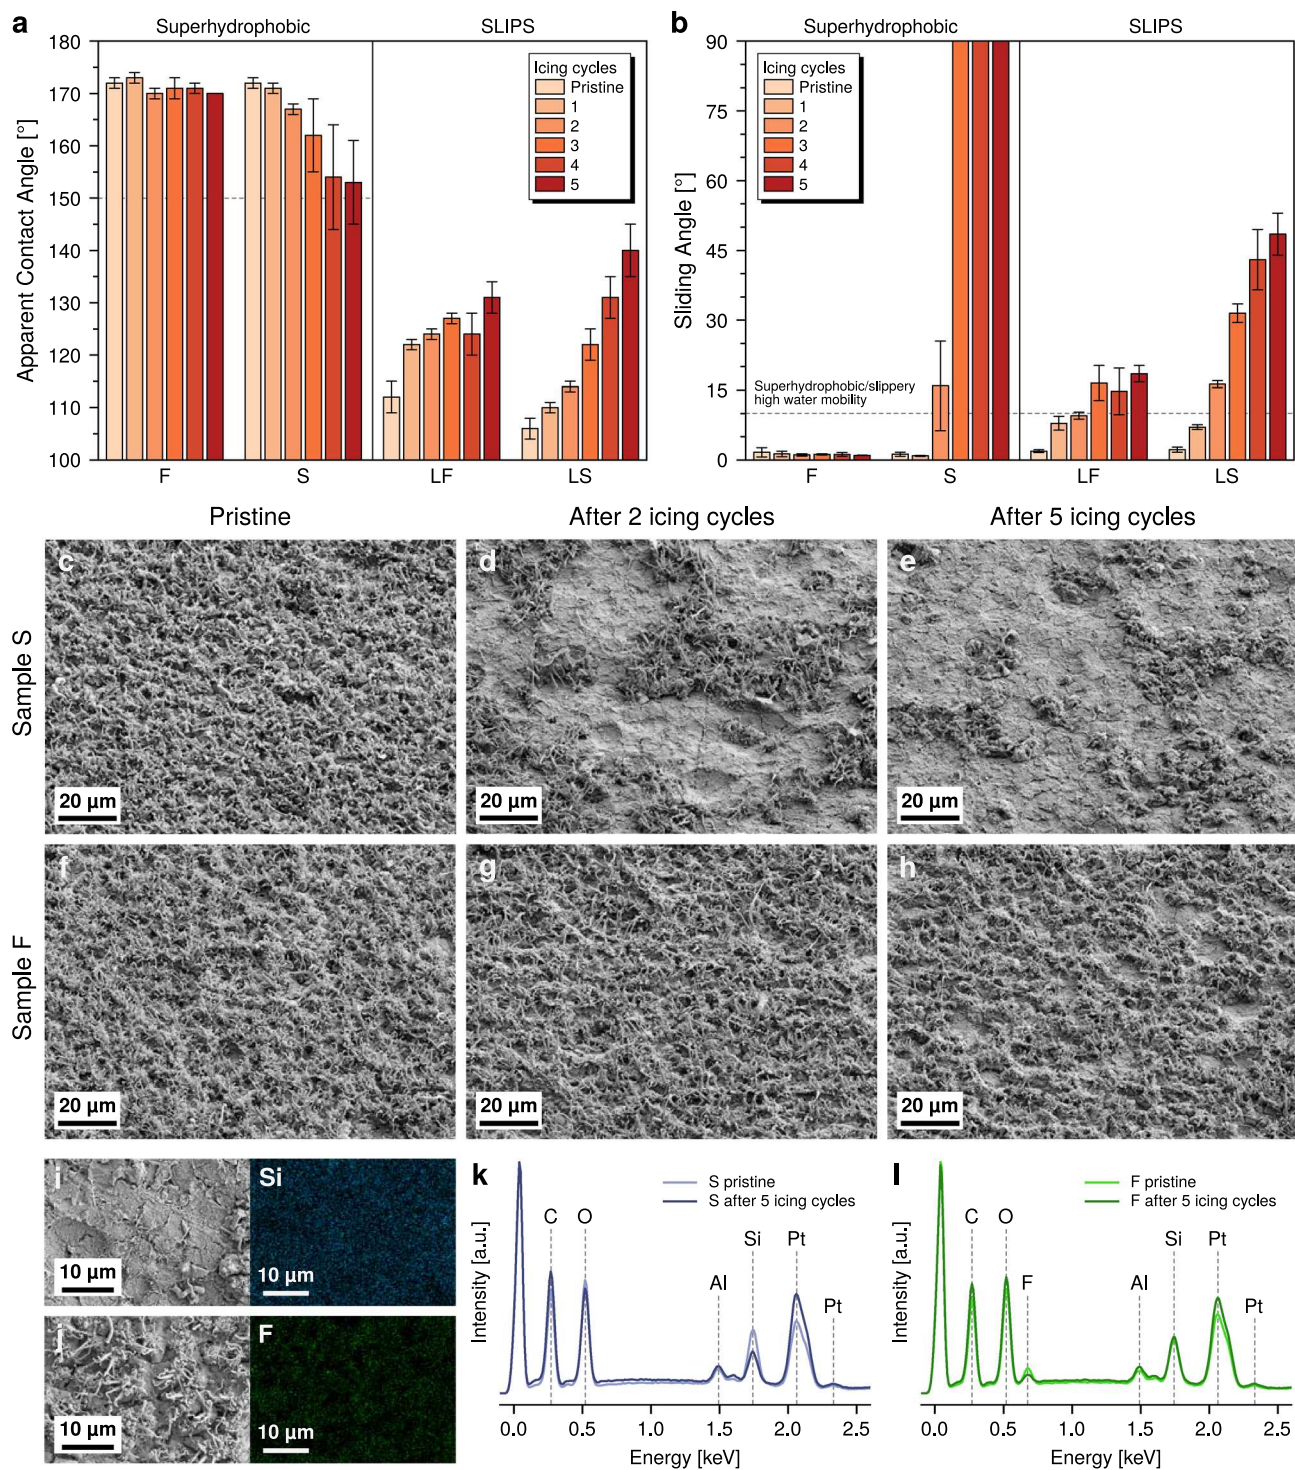 a
Superhydrophobic
SLIPS
Apparent Contact Angle [°]
180
170
160
150
140
130
120
110
100
Icing cycles
Pristine
1
2
3
4
5
F
S
LF
LS
b
Superhydrophobic
SLIPS
Sliding Angle [°]
90
75
60
45
30
15
0
Icing cycles
Pristine
1
2
3
4
5
Superhydrophobic/slippery
high water mobility
F
S
LF
LS
Pristine
After 2 icing cycles
After 5 icing cycles
Sample S
c
20 µm
d
20 µm
e
20 µm
Sample F
f
20 µm
g
20 µm
h
20 µm
i
10 µm
Si
10 µm
j
10 µm
F
10 µm
k
S pristine
S after 5 icing cycles
C
O
Al
Si
Pt
Pt
Intensity [a.u.]
0.0
0.5
1.0
1.5
2.0
2.5
Energy [keV]
l
F pristine
F after 5 icing cycles
C
O
F
Al
Si
Pt
Pt
Intensity [a.u.]
0.0
0.5
1.0
1.5
2.0
2.5
Energy [keV]